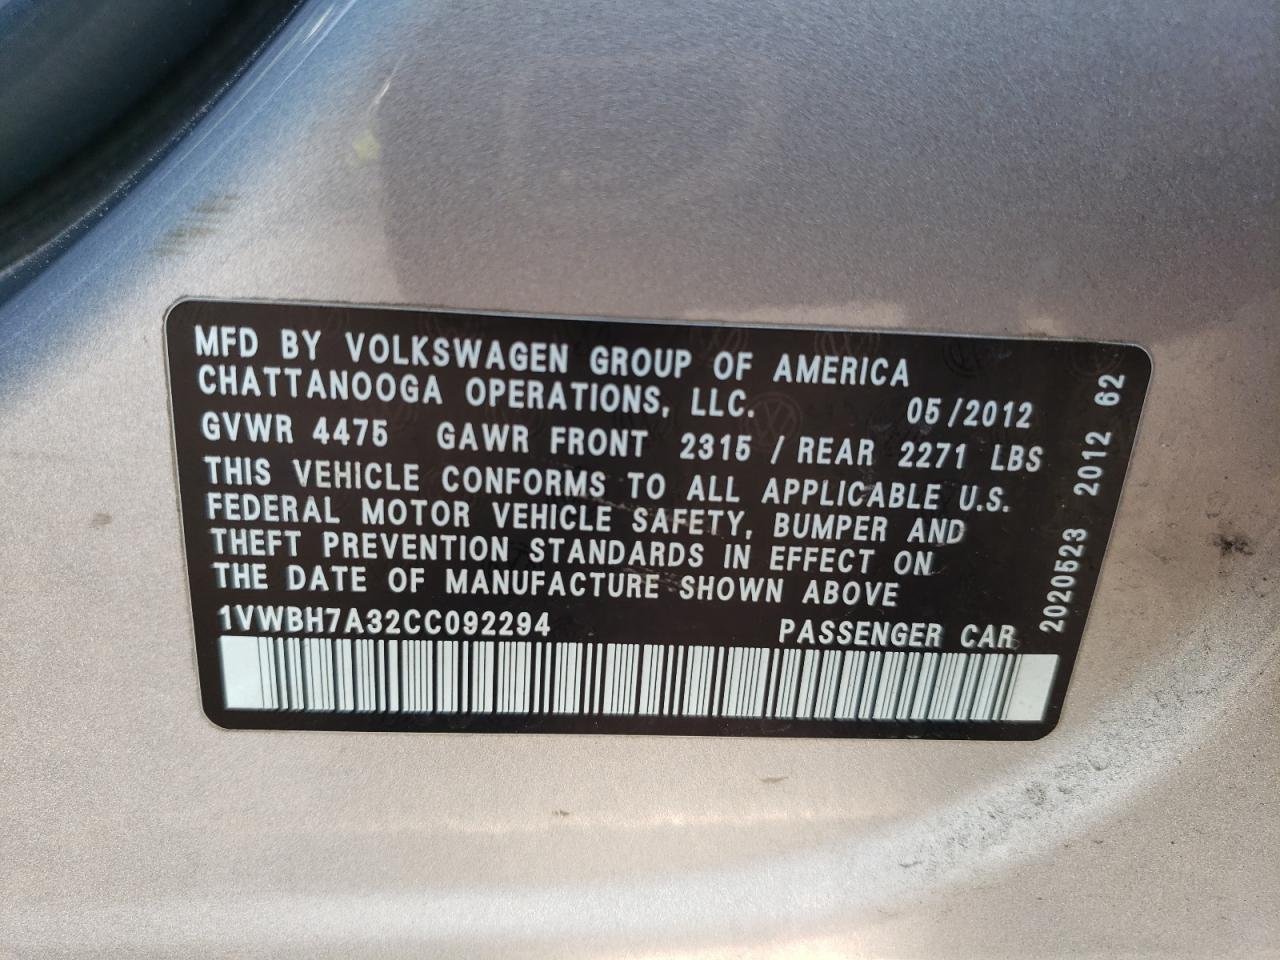 MFD BY VOLKSWAGEN GROUP OF AMERICA
CHATTANOOGA OPERATIONS, LLC. 05/2012
GVWR 4475 GAWR FRONT 2315 / REAR 2271 LBS
THIS VEHICLE CONFORMS TO ALL APPLICABLE U.S.
FEDERAL MOTOR VEHICLE SAFETY, BUMPER AND
THEFT PREVENTION STANDARDS IN EFFECT ON
THE DATE OF MANUFACTURE SHOWN ABOVE
1VWBH7A32CC092294 PASSENGER CAR
2020523 2012 62